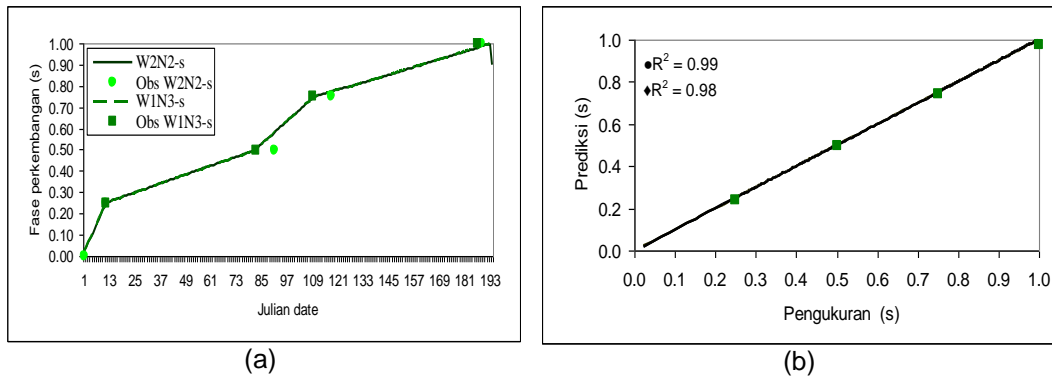 Fase perkembangan (s)
1.00
0.90
0.80
0.70
0.60
0.50
0.40
0.30
0.20
0.10
0.00
W2N2-s
Obs W2N2-s
W1N3-s
Obs W1N3-s
1 13 25 37 49 61 73 85 97 109 121 133 145 157 169 181 193
Julian date
(a)
Prediksi (s)
1.0
0.8
0.6
0.4
0.2
0.0
●R² = 0.99
♦R² = 0.98
0.0 0.1 0.2 0.3 0.4 0.5 0.6 0.7 0.8 0.9 1.0
Pengukuran (s)
(b)